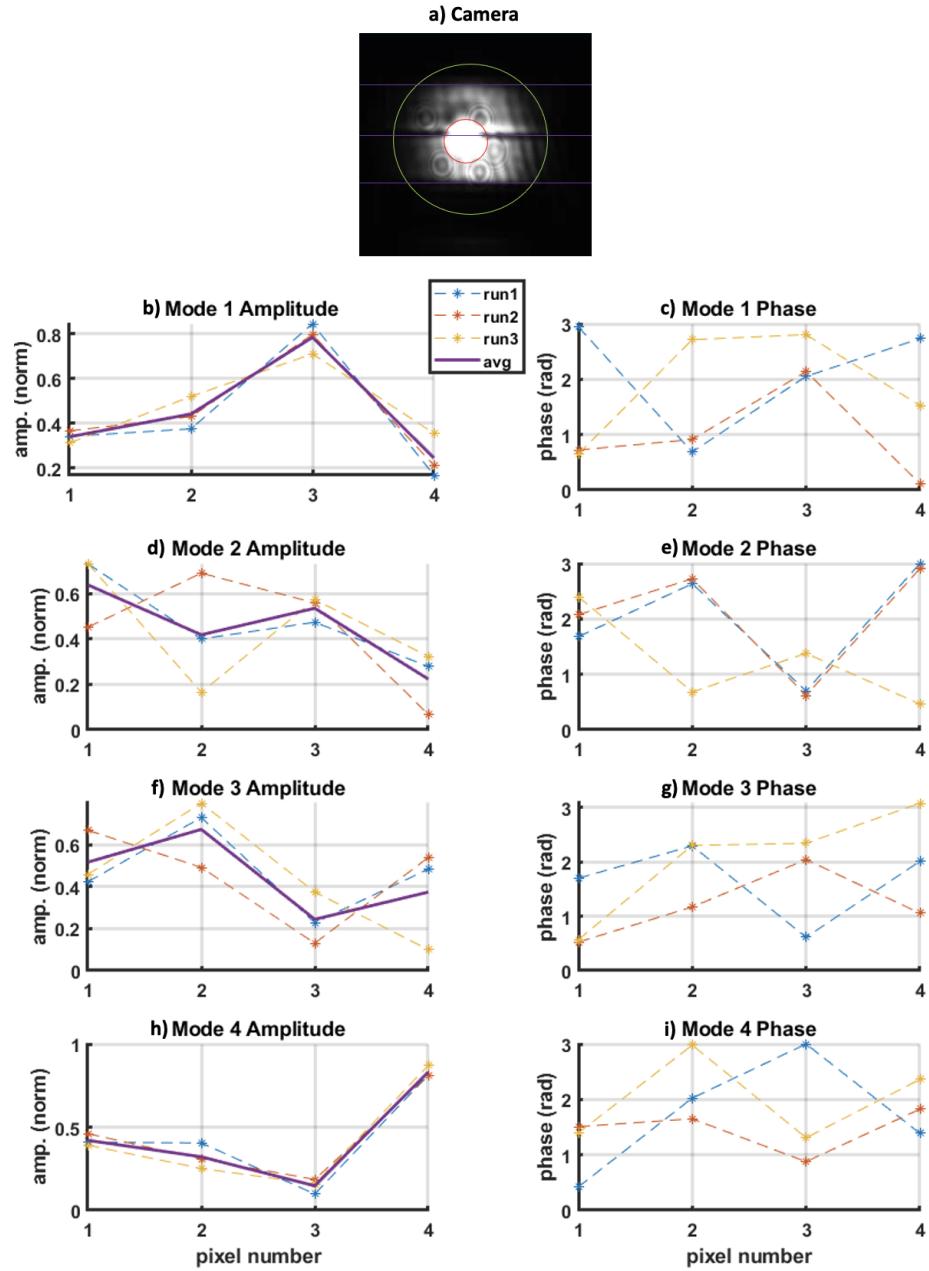 a) Camera
run1
run2
run3
avg
b) Mode 1 Amplitude
amp. (norm)
0.8
0.6
0.4
0.2
1 2 3 4
c) Mode 1 Phase
phase (rad)
3
2
1
0
1 2 3 4
d) Mode 2 Amplitude
amp. (norm)
0.6
0.4
0.2
0
1 2 3 4
e) Mode 2 Phase
phase (rad)
3
2
1
0
1 2 3 4
f) Mode 3 Amplitude
amp. (norm)
0.6
0.4
0.2
0
1 2 3 4
g) Mode 3 Phase
phase (rad)
3
2
1
0
1 2 3 4
h) Mode 4 Amplitude
amp. (norm)
1
0.5
0
1 2 3 4
pixel number
i) Mode 4 Phase
phase (rad)
3
2
1
0
1 2 3 4
pixel number